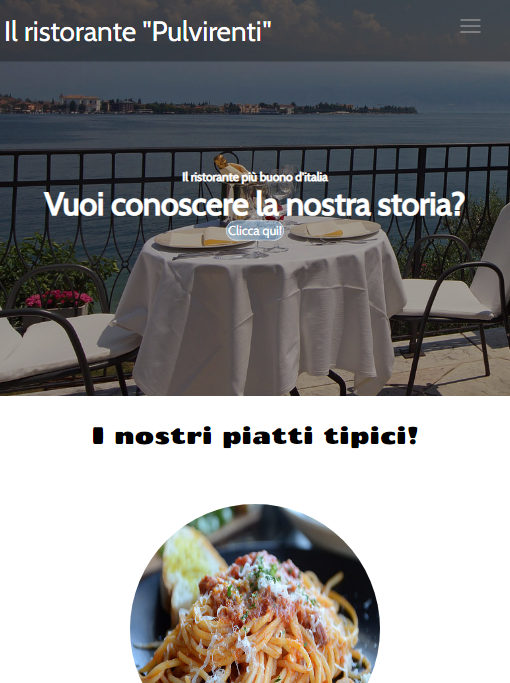 Il ristorante "Pulvirenti"
Il ristorante più buono d'italia
Vuoi conoscere la nostra storia?
Clicca qui!
I nostri piatti tipici!